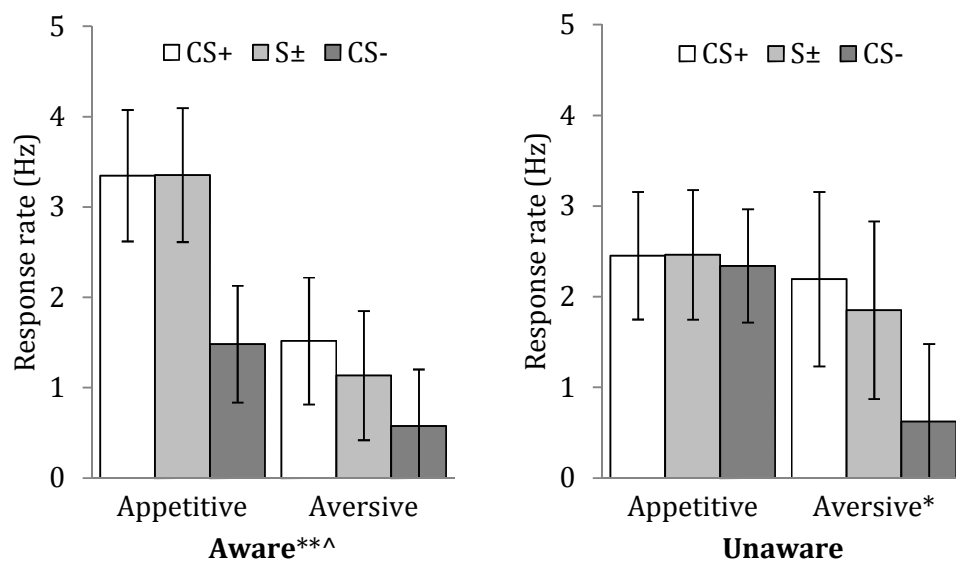 5
4
3
2
1
0
Response rate (Hz)
CS+ S± CS-
Appetitive Aversive
Aware**^
5
4
3
2
1
0
Response rate (Hz)
CS+ S± CS-
Appetitive Aversive*
Unaware